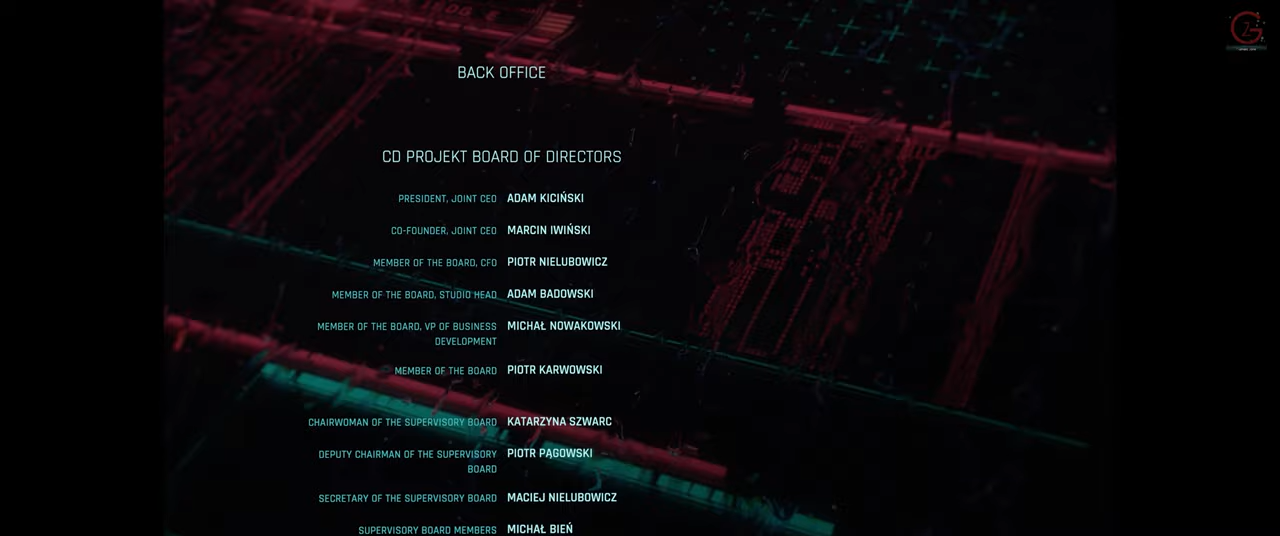 BACK OFFICE
CD PROJEKT BOARD OF DIRECTORS
PRESIDENT, JOINT CEO ADAM KICIŃSKI
CO-FOUNDER, JOINT CEO MARCIN IWIŃSKI
MEMBER OF THE BOARD, CFO PIOTR NIELUBOWICZ
MEMBER OF THE BOARD, STUDIO HEAD ADAM BADOWSKI
MEMBER OF THE BOARD, VP OF BUSINESS MICHAŁ NOWAKOWSKI
DEVELOPMENT
MEMBER OF THE BOARD PIOTR KARWOWSKI
CHAIRWOMAN OF THE SUPERVISORY BOARD KATARZYNA SZWARC
DEPUTY CHAIRMAN OF THE SUPERVISORY PIOTR PĄGOWSKI
BOARD
SECRETARY OF THE SUPERVISORY BOARD MACIEJ NIELUBOWICZ
SUPERVISORY BOARD MEMBERS MICHAŁ BIEŃ